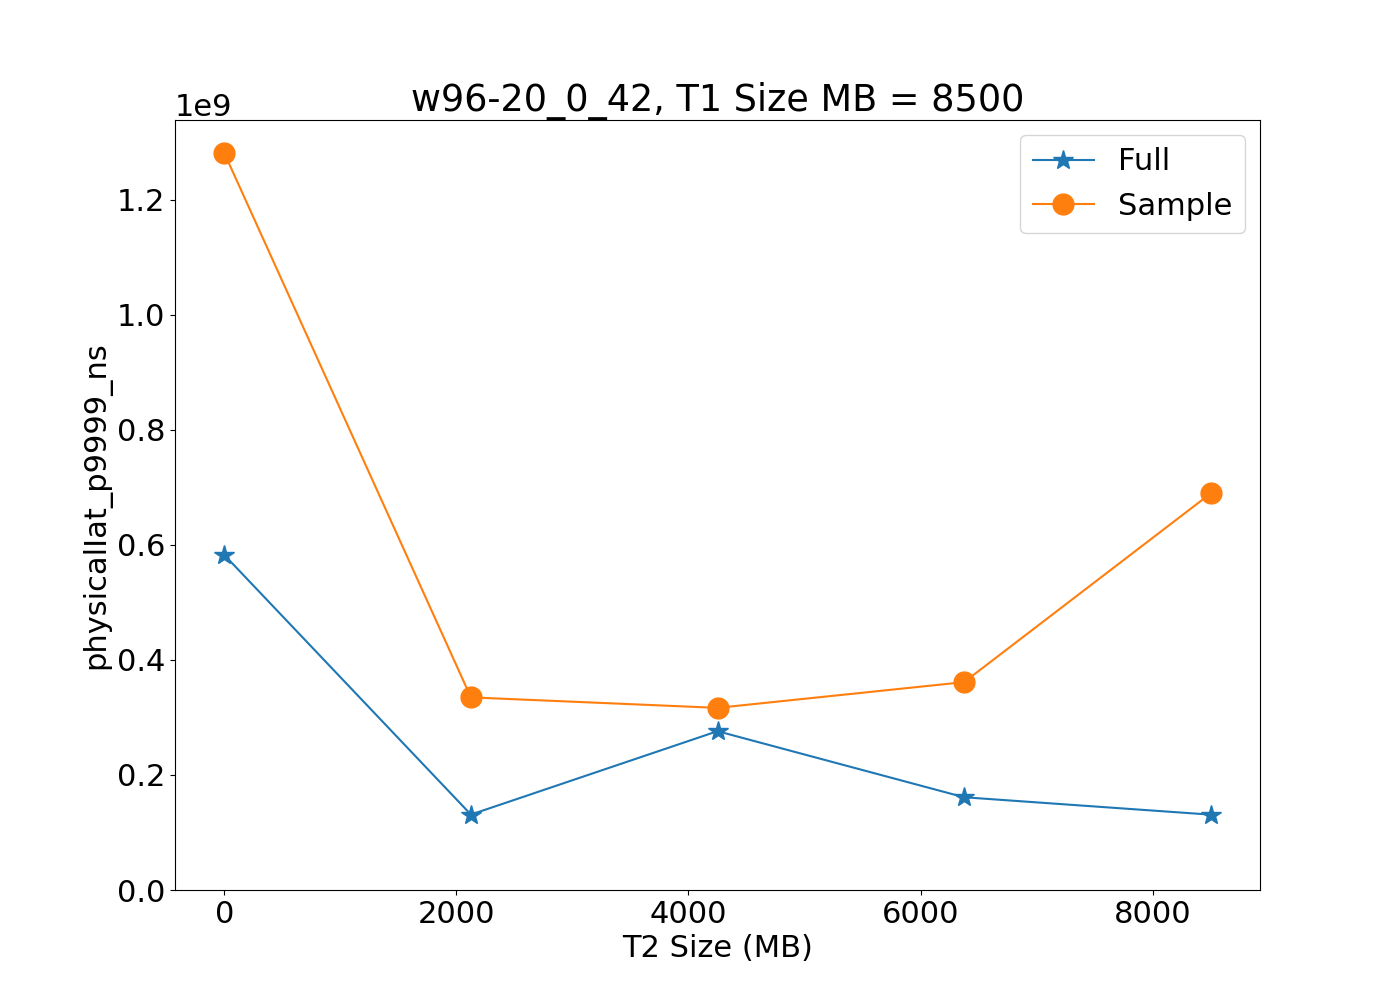 w96-20_0_42, T1 Size MB = 8500
1e9
Full
Sample
1.2
1.0
0.8
0.6
0.4
0.2
0.0
physicallat_p9999_ns
0 2000 4000 6000 8000
T2 Size (MB)